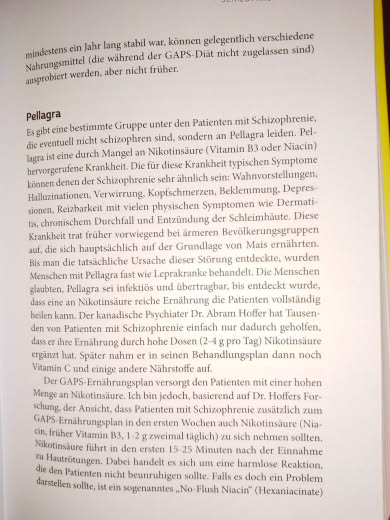 mindestens ein Jahr lang stabil war, können gelegentlich verschiedene
Nahrungsmittel (die während der GAPS-Diät nicht zugelassen sind)
ausprobiert werden, aber nicht früher.
Pellagra
Es gibt eine bestimmte Gruppe unter den Patienten mit Schizophrenie,
die eventuell nicht schizophren sind, sondern an Pellagra leiden. Pel-
lagra ist eine durch Mangel an Nikotinsäure (Vitamin B3 oder Niacin)
hervorgerufene Krankheit. Die für diese Krankheit typischen Symptome
können denen der Schizophrenie sehr ähnlich sein: Wahnvorstellungen,
Halluzinationen, Verwirrung, Kopfschmerzen, Beklemmung, Depres-
sionen, Reizbarkeit mit vielen physischen Symptomen wie Dermati-
tis, chronischem Durchfall und Entzündung der Schleimhäute. Diese
Krankheit trat früher vorwiegend bei ärmeren Bevölkerungsgruppen
auf, die sich hauptsächlich auf der Grundlage von Mais ernährten.
Bis man die tatsächliche Ursache dieser Störung entdeckte, wurden
Menschen mit Pellagra fast wie Leprakranke behandelt. Die Menschen
glaubten, Pellagra sei infektiös und übertragbar, bis entdeckt wurde,
dass eine an Nikotinsäure reiche Ernährung die Patienten vollständig
heilen kann. Der kanadische Psychiater Dr. Abram Hoffer hat Tausen-
den von Patienten mit Schizophrenie einfach nur dadurch geholfen,
dass er ihre Ernährung durch hohe Dosen (2-4 g pro Tag) Nikotinsäure
ergänzt hat. Später nahm er in seinen Behandlungsplan dann noch
Vitamin C und einige andere Nährstoffe auf.
Der GAPS-Ernährungsplan versorgt den Patienten mit einer hohen
Menge an Nikotinsäure. Ich bin jedoch, basierend auf Dr. Hoffers For-
schung, der Ansicht, dass Patienten mit Schizophrenie zusätzlich zum
GAPS-Ernährungsplan in den ersten Wochen auch Nikotinsäure (Nia-
cin, früher Vitamin B3, 1-2 g zweimal täglich) zu sich nehmen sollten.
Nikotinsäure führt in den ersten 15-25 Minuten nach der Einnahme
zu Hautrötungen. Dabei handelt es sich um eine harmlose Reaktion,
die den Patienten nicht beunruhigen sollte. Falls es doch ein Problem
darstellen sollte, ist ein sogenanntes „No-Flush Niacin" (Hexaniacinate)